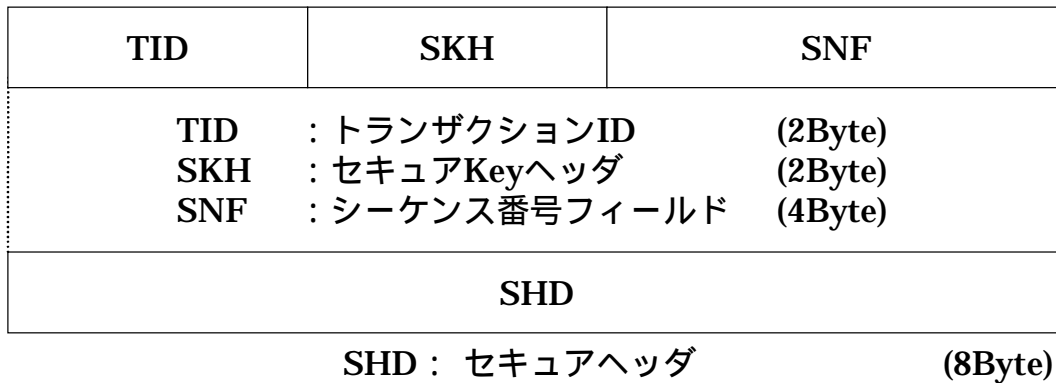 TID SKH SNF
TID : トランザクションID (2Byte)
SKH : セキュアKeyヘッダ (2Byte)
SNF : シーケンス番号フィールド (4Byte)
SHD
SHD : セキュアヘッダ (8Byte)